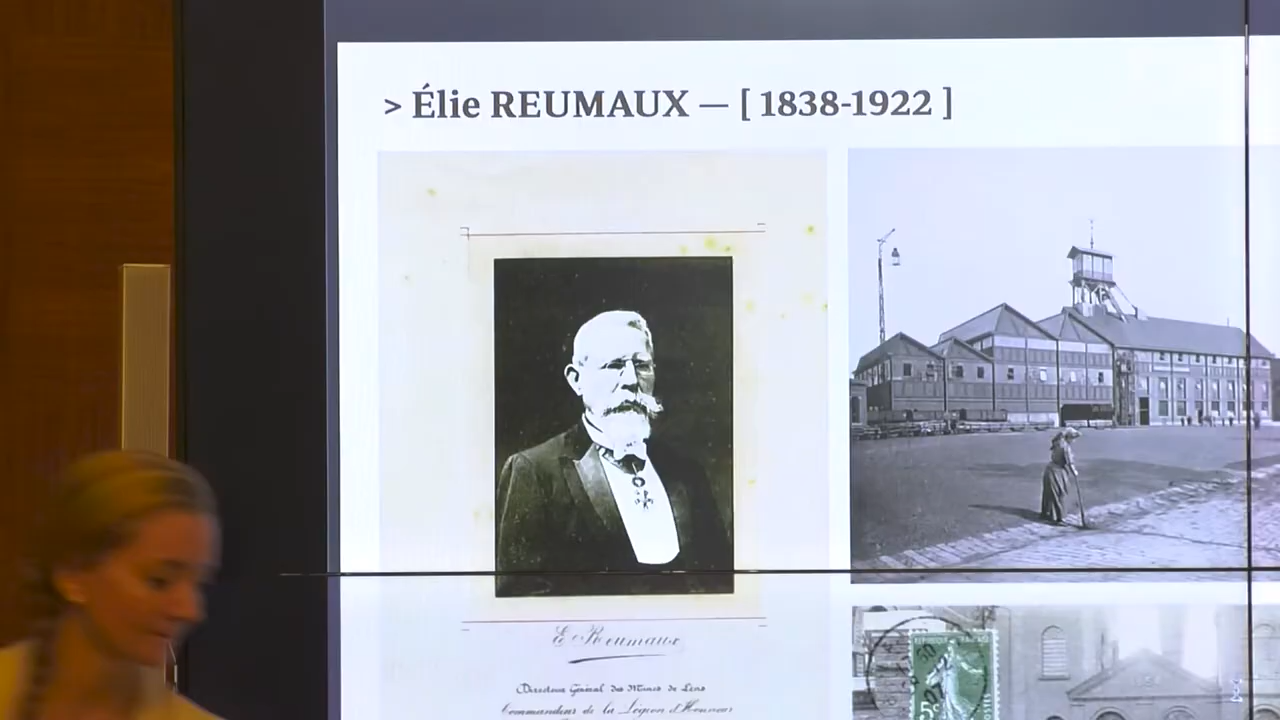 > Élie REUMAUX — [ 1838-1922 ]
E. Reumaux
Directeur Général des Mines de Lens
Commandeur de la Légion d'Honneur